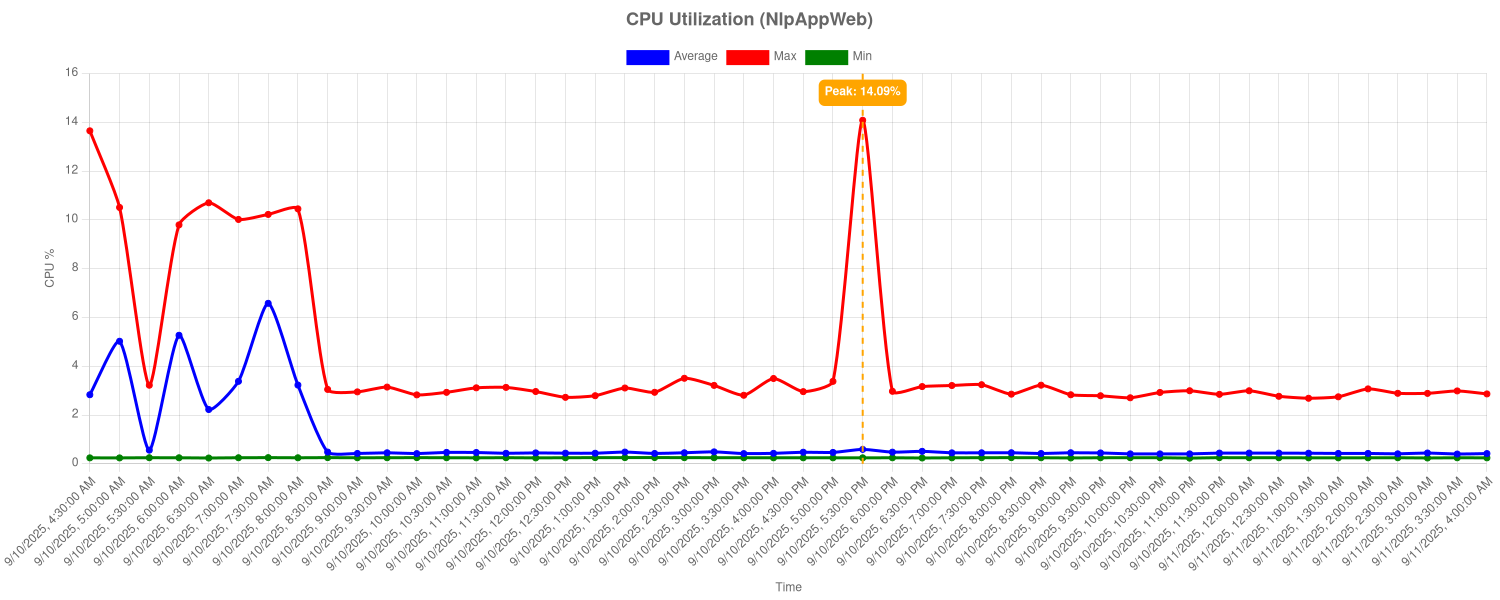 CPU Utilization (NlpAppWeb)
Average Max Min
Peak: 14.09%
16
14
12
10
8
6
4
2
0
CPU %
9/10/2025, 4:30:00 AM
9/10/2025, 5:00:00 AM
9/10/2025, 5:30:00 AM
9/10/2025, 6:00:00 AM
9/10/2025, 6:30:00 AM
9/10/2025, 7:00:00 AM
9/10/2025, 7:30:00 AM
9/10/2025, 8:00:00 AM
9/10/2025, 8:30:00 AM
9/10/2025, 9:00:00 AM
9/10/2025, 9:30:00 AM
9/10/2025, 10:00:00 AM
9/10/2025, 10:30:00 AM
9/10/2025, 11:00:00 AM
9/10/2025, 11:30:00 AM
9/10/2025, 12:00:00 PM
9/10/2025, 12:30:00 PM
9/10/2025, 1:00:00 PM
9/10/2025, 1:30:00 PM
9/10/2025, 2:00:00 PM
9/10/2025, 2:30:00 PM
9/10/2025, 3:00:00 PM
9/10/2025, 3:30:00 PM
9/10/2025, 4:00:00 PM
9/10/2025, 4:30:00 PM
9/10/2025, 5:00:00 PM
9/10/2025, 5:30:00 PM
9/10/2025, 6:00:00 PM
9/10/2025, 6:30:00 PM
9/10/2025, 7:00:00 PM
9/10/2025, 7:30:00 PM
9/10/2025, 8:00:00 PM
9/10/2025, 8:30:00 PM
9/10/2025, 9:00:00 PM
9/10/2025, 9:30:00 PM
9/10/2025, 10:00:00 PM
9/10/2025, 10:30:00 PM
9/10/2025, 11:00:00 PM
9/10/2025, 11:30:00 PM
9/11/2025, 12:00:00 AM
9/11/2025, 12:30:00 AM
9/11/2025, 1:00:00 AM
9/11/2025, 1:30:00 AM
9/11/2025, 2:00:00 AM
9/11/2025, 2:30:00 AM
9/11/2025, 3:00:00 AM
9/11/2025, 3:30:00 AM
9/11/2025, 4:00:00 AM
Time